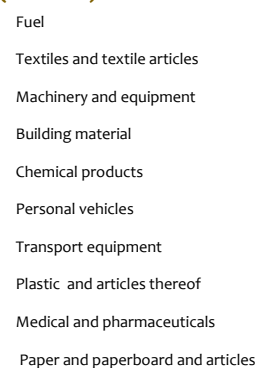 Fuel
Textiles and textile articles
Machinery and equipment
Building material
Chemical products
Personal vehicles
Transport equipment
Plastic and articles thereof
Medical and pharmaceuticals
Paper and paperboard and articles